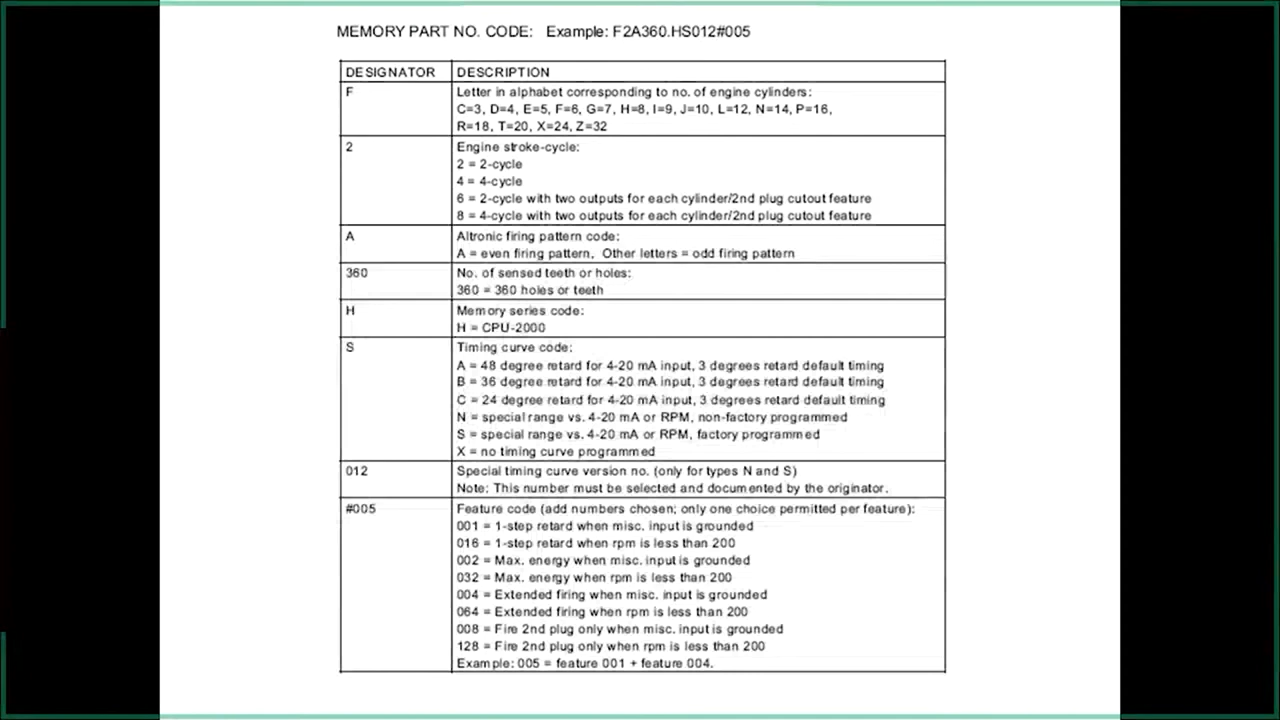 MEMORY PART NO. CODE: Example: F2A360.HS012#005
DESIGNATOR DESCRIPTION
F Letter in alphabet corresponding to no. of engine cylinders:
C=3, D=4, E=5, F=6, G=7, H=8, I=9, J=10, L=12, N=14, P=16,
R=18, T=20, X=24, Z=32
2 Engine stroke-cycle:
2 = 2-cycle
4 = 4-cycle
6 = 2-cycle with two outputs for each cylinder/2nd plug cutout feature
8 = 4-cycle with two outputs for each cylinder/2nd plug cutout feature
A Altronic firing pattern code:
A = even firing pattern, Other letters = odd firing pattern
360 No. of sensed teeth or holes:
360 = 360 holes or teeth
H Memory series code:
H = CPU-2000
S Timing curve code:
A = 48 degree retard for 4-20 mA input, 3 degrees retard default timing
B = 36 degree retard for 4-20 mA input, 3 degrees retard default timing
C = 24 degree retard for 4-20 mA input, 3 degrees retard default timing
N = special range vs. 4-20 mA or RPM, non-factory programmed
S = special range vs. 4-20 mA or RPM, factory programmed
X = no timing curve programmed
012 Special timing curve version no. (only for types N and S)
Note: This number must be selected and documented by the originator.
#005 Feature code (add numbers chosen; only one choice permitted per feature):
001 = 1-step retard when misc. input is grounded
016 = 1-step retard when rpm is less than 200
002 = Max. energy when misc. input is grounded
032 = Max. energy when rpm is less than 200
004 = Extended firing when misc. input is grounded
064 = Extended firing when rpm is less than 200
008 = Fire 2nd plug only when misc. input is grounded
128 = Fire 2nd plug only when rpm is less than 200
Example: 005 = feature 001 + feature 004.